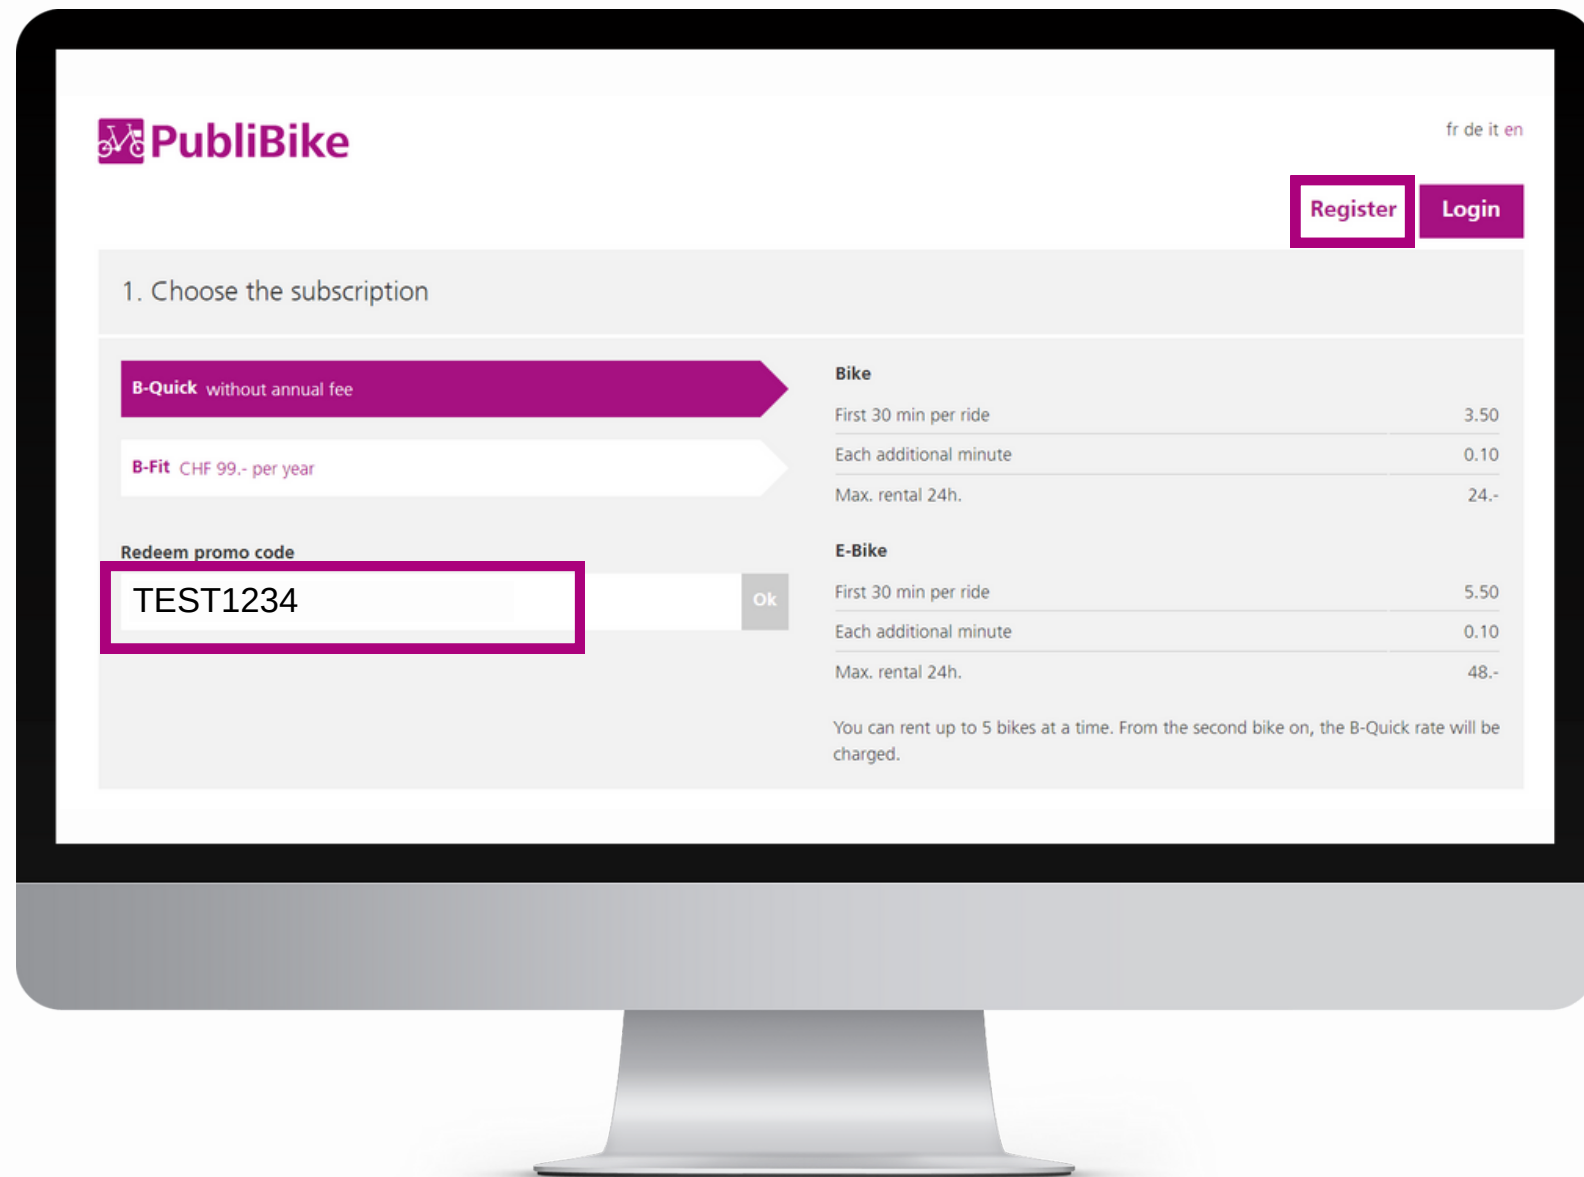 PubliBike
fr de it en
Register
Login
1. Choose the subscription
B-Quick without annual fee
B-Fit CHF 99.- per year
Redeem promo code
TEST1234
Ok
Bike
First 30 min per ride 3.50
Each additional minute 0.10
Max. rental 24h. 24.-
E-Bike
First 30 min per ride 5.50
Each additional minute 0.10
Max. rental 24h. 48.-
You can rent up to 5 bikes at a time. From the second bike on, the B-Quick rate will be
charged.